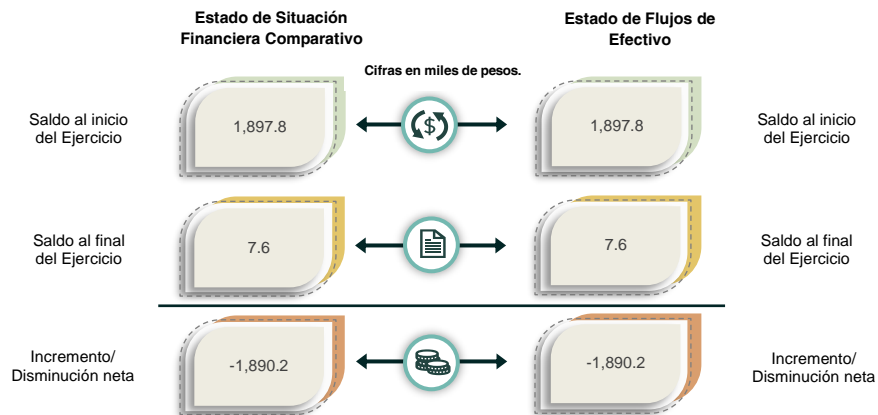 Estado de Situación
Financiera Comparativo
Estado de Flujos de
Efectivo
Cifras en miles de pesos.
Saldo al inicio
del Ejercicio
1,897.8
$
1,897.8
Saldo al inicio
del Ejercicio
Saldo al final
del Ejercicio
7.6
7.6
Saldo al final
del Ejercicio
Incremento/
Disminución neta
-1,890.2
-1,890.2
Incremento/
Disminución neta